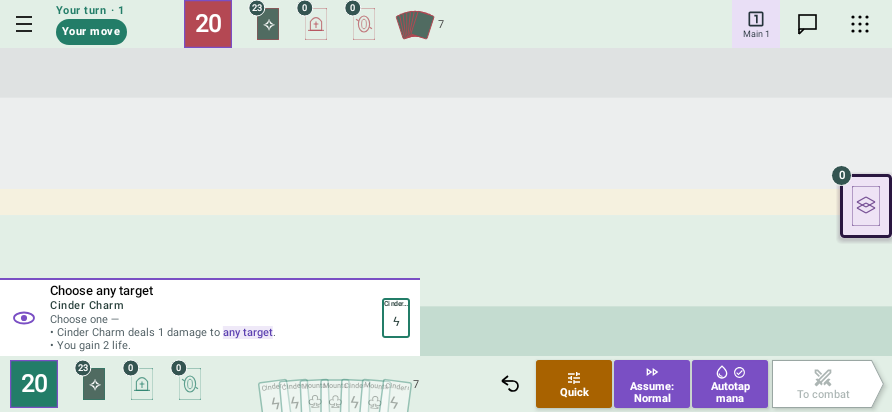 Your turn · 1
Your move
20
23
0
0
7
1
Main 1
0
Choose any target
Cinder Charm
Choose one —
• Cinder Charm deals 1 damage to any target.
• You gain 2 life.
Cinder...
20
23
0
0
7
Quick
Assume:
Normal
Autotap
mana
To combat